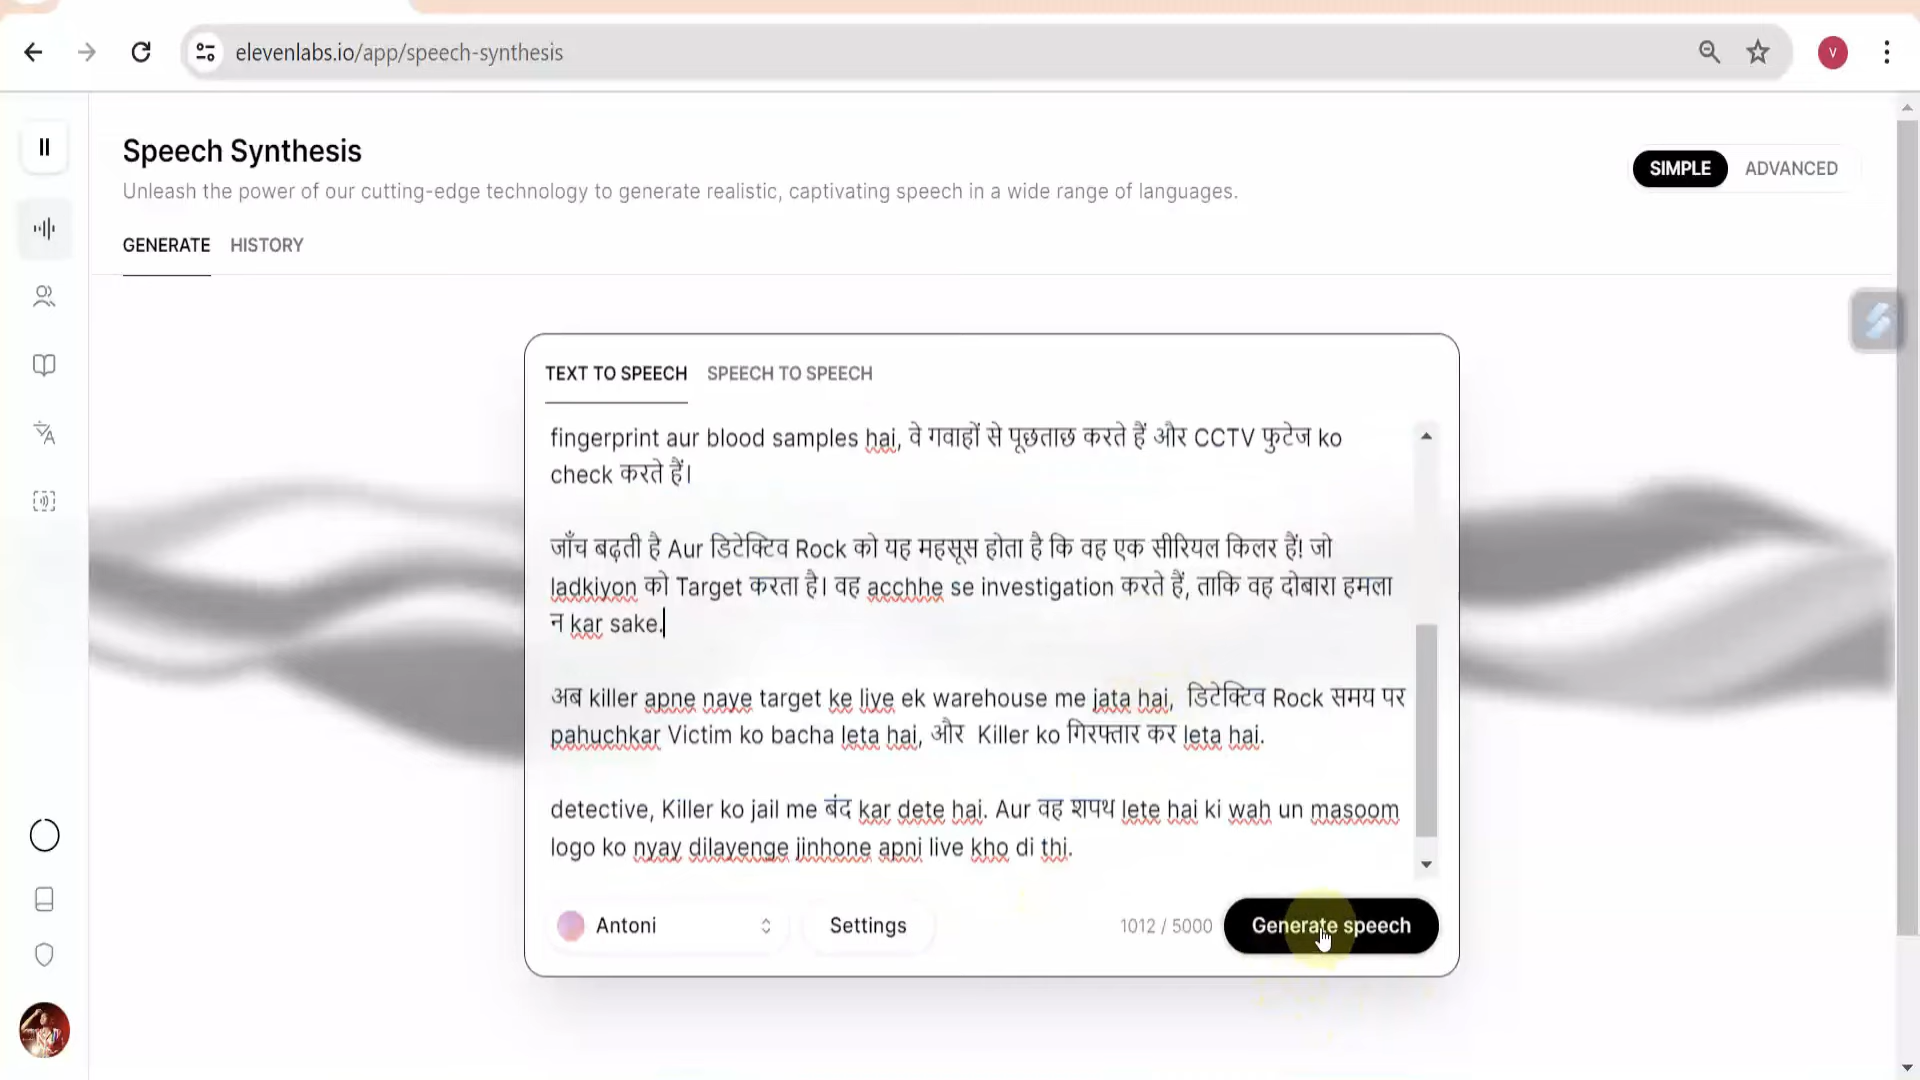 elevenlabs.io/app/speech-synthesis
V
Speech Synthesis
SIMPLE ADVANCED
Unleash the power of our cutting-edge technology to generate realistic, captivating speech in a wide range of languages.
GENERATE HISTORY
TEXT TO SPEECH SPEECH TO SPEECH
fingerprint aur blood samples hai, वे गवाहों से पूछताछ करते हैं और CCTV फुटेज ko
check करते हैं।
जाँच बढ़ती है Aur डिटेक्टिव Rock को यह महसूस होता है कि वह एक सीरियल किलर हैं! जो
ladkiyon को Target करता है। वह acchhe se investigation करते हैं, ताकि वह दोबारा हमला
न kar sake.
अब killer apne naye target ke live ek warehouse me jata hai, डिटेक्टिव Rock समय पर
pahuchkar Victim ko bacha leta hai, और Killer ko गिरफ्तार कर leta hai.
detective, Killer ko jail me बंद kar dete hai. Aur वह शपथ lete hai ki wah un masoom
logo ko nyay dilayenge jinhone apni live kho di thi.
Antoni Settings 1012 / 5000 Generate speech